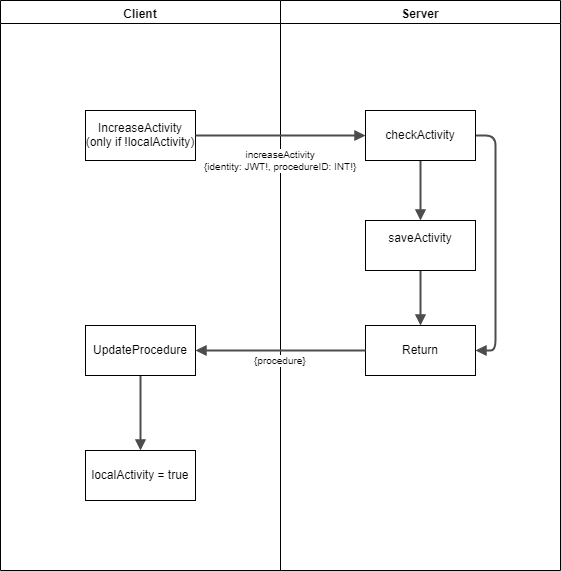 Client
Server
IncreaseActivity
(only if !localActivity)
checkActivity
increaseActivity
{identity: JWT!, procedureID: INT!}
saveActivity
UpdateProcedure
Return
{procedure}
localActivity = true